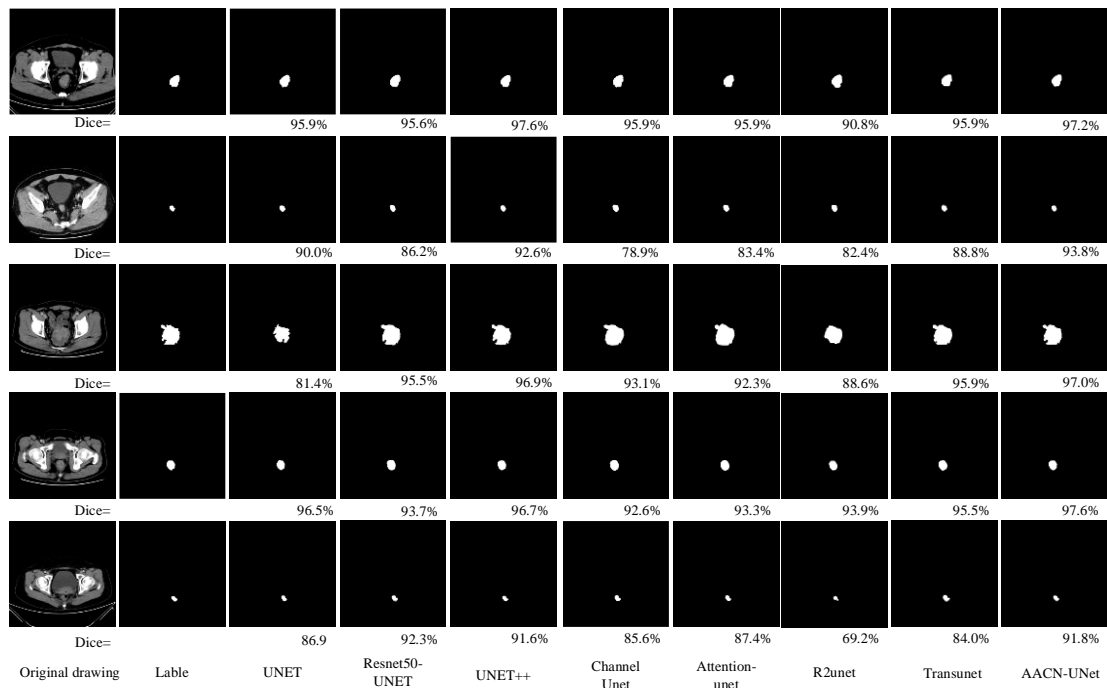 Dice= 95.9% 95.6% 97.6% 95.9% 95.9% 90.8% 95.9% 97.2%
Dice= 90.0% 86.2% 92.6% 78.9% 83.4% 82.4% 88.8% 93.8%
Dice= 81.4% 95.5% 96.9% 93.1% 92.3% 88.6% 95.9% 97.0%
Dice= 96.5% 93.7% 96.7% 92.6% 93.3% 93.9% 95.5% 97.6%
Dice= 86.9 92.3% 91.6% 85.6% 87.4% 69.2% 84.0% 91.8%
Original drawing Lable UNET Resnet50- UNET++ Channel Attention- R2unet Transunet AACN-UNet
UNET Unet unet